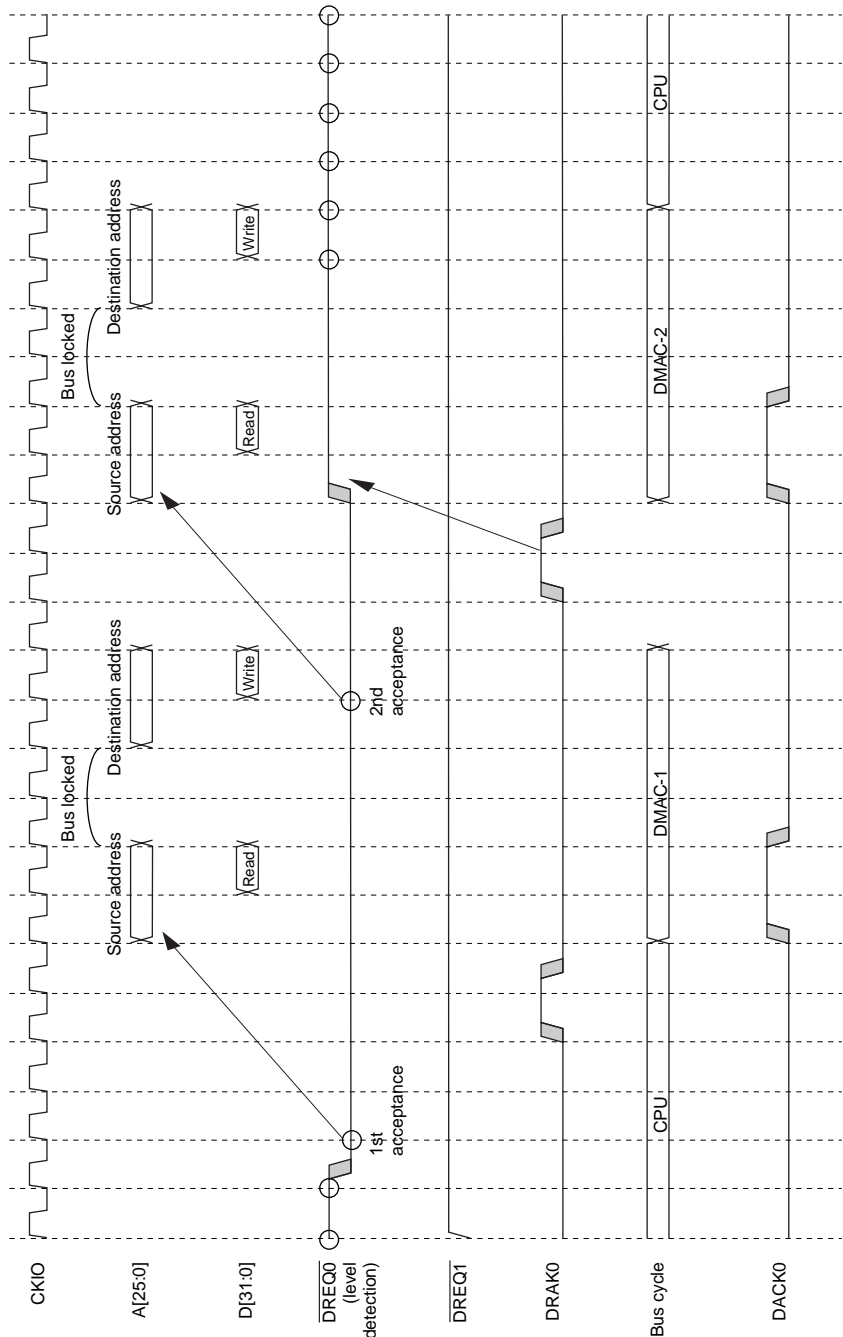 CKIO
Bus locked
Bus locked
Source address
Destination address
Source address
Destination address
A[25:0]
D[31:0]
Read
Write
Read
Write
DREQ0
(level
detection)
1st
acceptance
2nd
acceptance
DREQ1
DRAK0
Bus cycle
CPU
DMAC-1
DMAC-2
CPU
DACK0